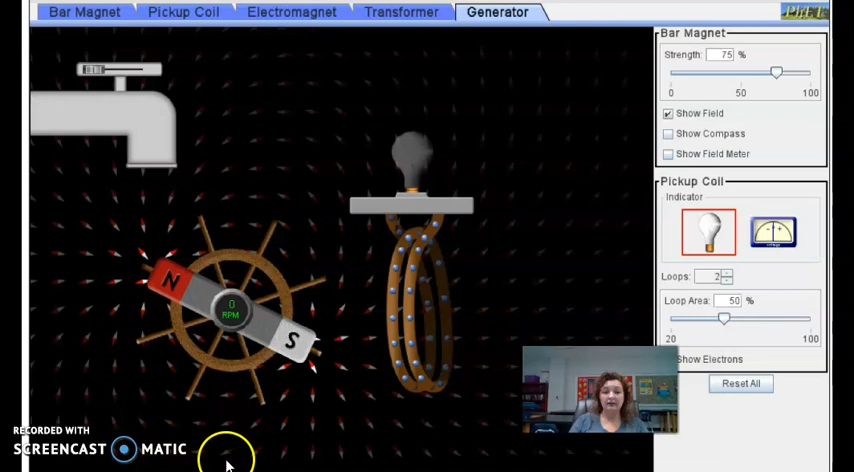 Bar Magnet Pickup Coil Electromagnet Transformer Generator PhET
Bar Magnet
Strength: 75 %
0 50 100
Show Field
Show Compass
Show Field Meter
N
0
RPM
S
Pickup Coil
Indicator
Loops: 2
Loop Area: 50 %
20 100
Show Electrons
Reset All
RECORDED WITH
SCREENCAST MATIC